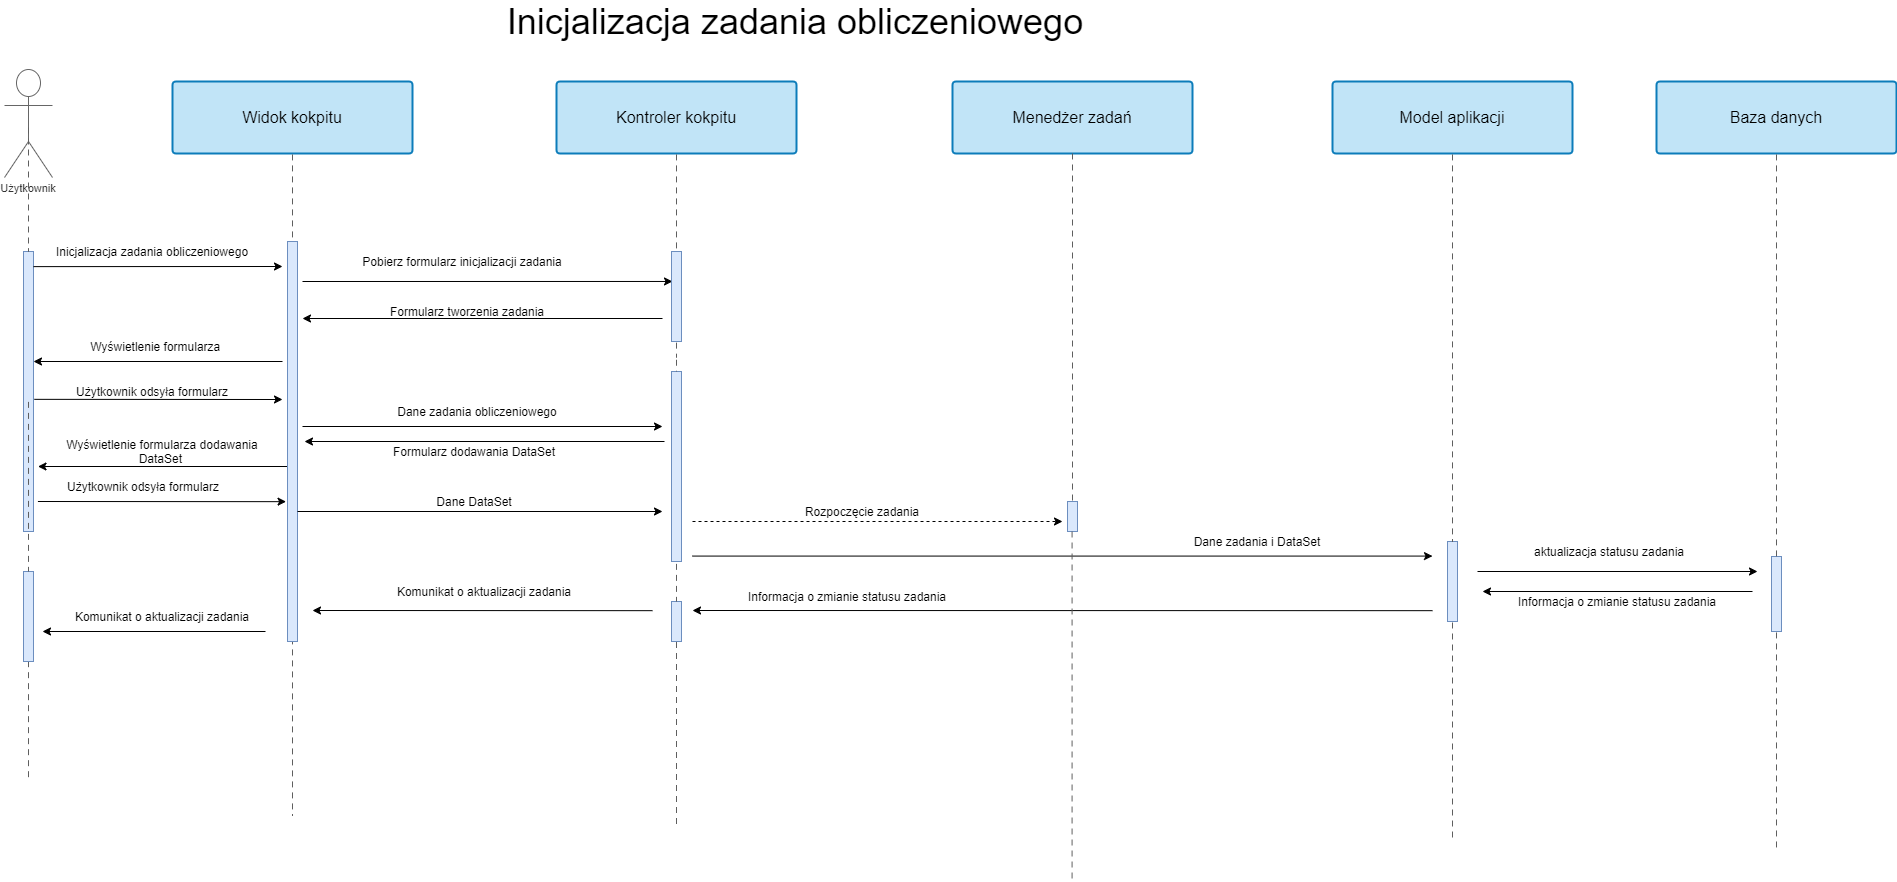 Inicjalizacja zadania obliczeniowego
Widok kokpitu
Kontroler kokpitu
Menedżer zadań
Model aplikacji
Baza danych
Użytkownik
Inicjalizacja zadania obliczeniowego
Pobierz formularz inicjalizacji zadania
Formularz tworzenia zadania
Wyświetlenie formularza
Użytkownik odsyła formularz
Dane zadania obliczeniowego
Wyświetlenie formularza dodawania
DataSet
Formularz dodawania DataSet
Użytkownik odsyła formularz
Dane DataSet
Rozpoczęcie zadania
Dane zadania i DataSet
aktualizacja statusu zadania
Komunikat o aktualizacji zadania
Informacja o zmianie statusu zadania
Informacja o zmianie statusu zadania
Komunikat o aktualizacji zadania